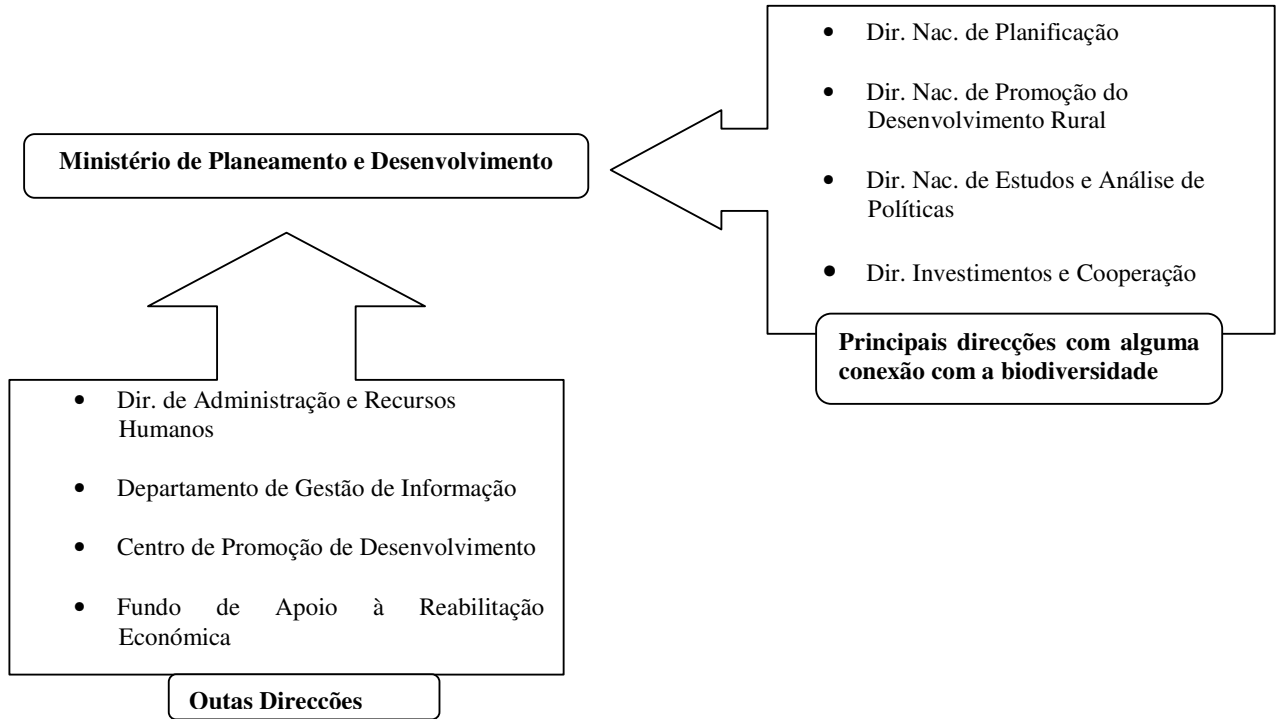 • Dir. Nac. de Planificação
• Dir. Nac. de Promoção do
Desenvolvimento Rural
• Dir. Nac. de Estudos e Análise de
Políticas
• Dir. Investimentos e Cooperação
Principais direcções com alguma
conexão com a biodiversidade
Ministério de Planeamento e Desenvolvimento
• Dir. de Administração e Recursos
Humanos
• Departamento de Gestão de Informação
• Centro de Promoção de Desenvolvimento
• Fundo de Apoio à Reabilitação
Económica
Outas Direccões